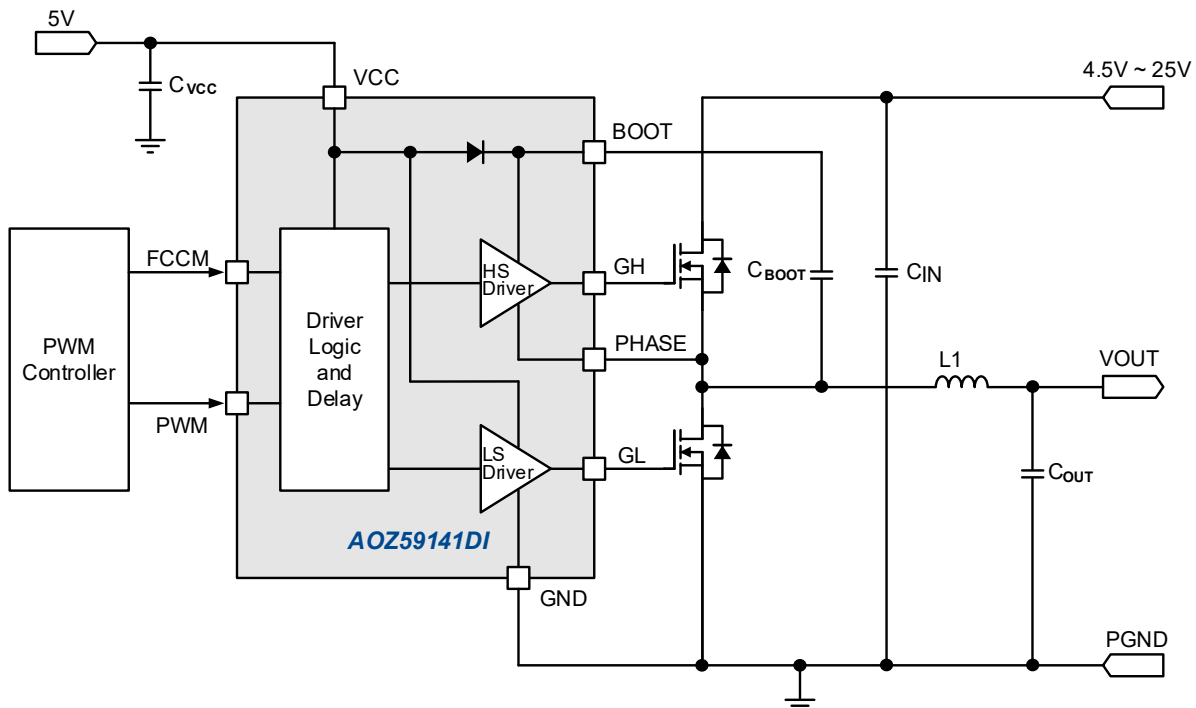 5V
CVCC
VCC
4.5V ~ 25V
BOOT
FCCM
HS
Driver
GH
CBOOT
CIN
Driver
Logic
and
Delay
PWM
Controller
PHASE
L1
VOUT
PWM
LS
Driver
GL
COUT
AOZ59141DI
GND
PGND